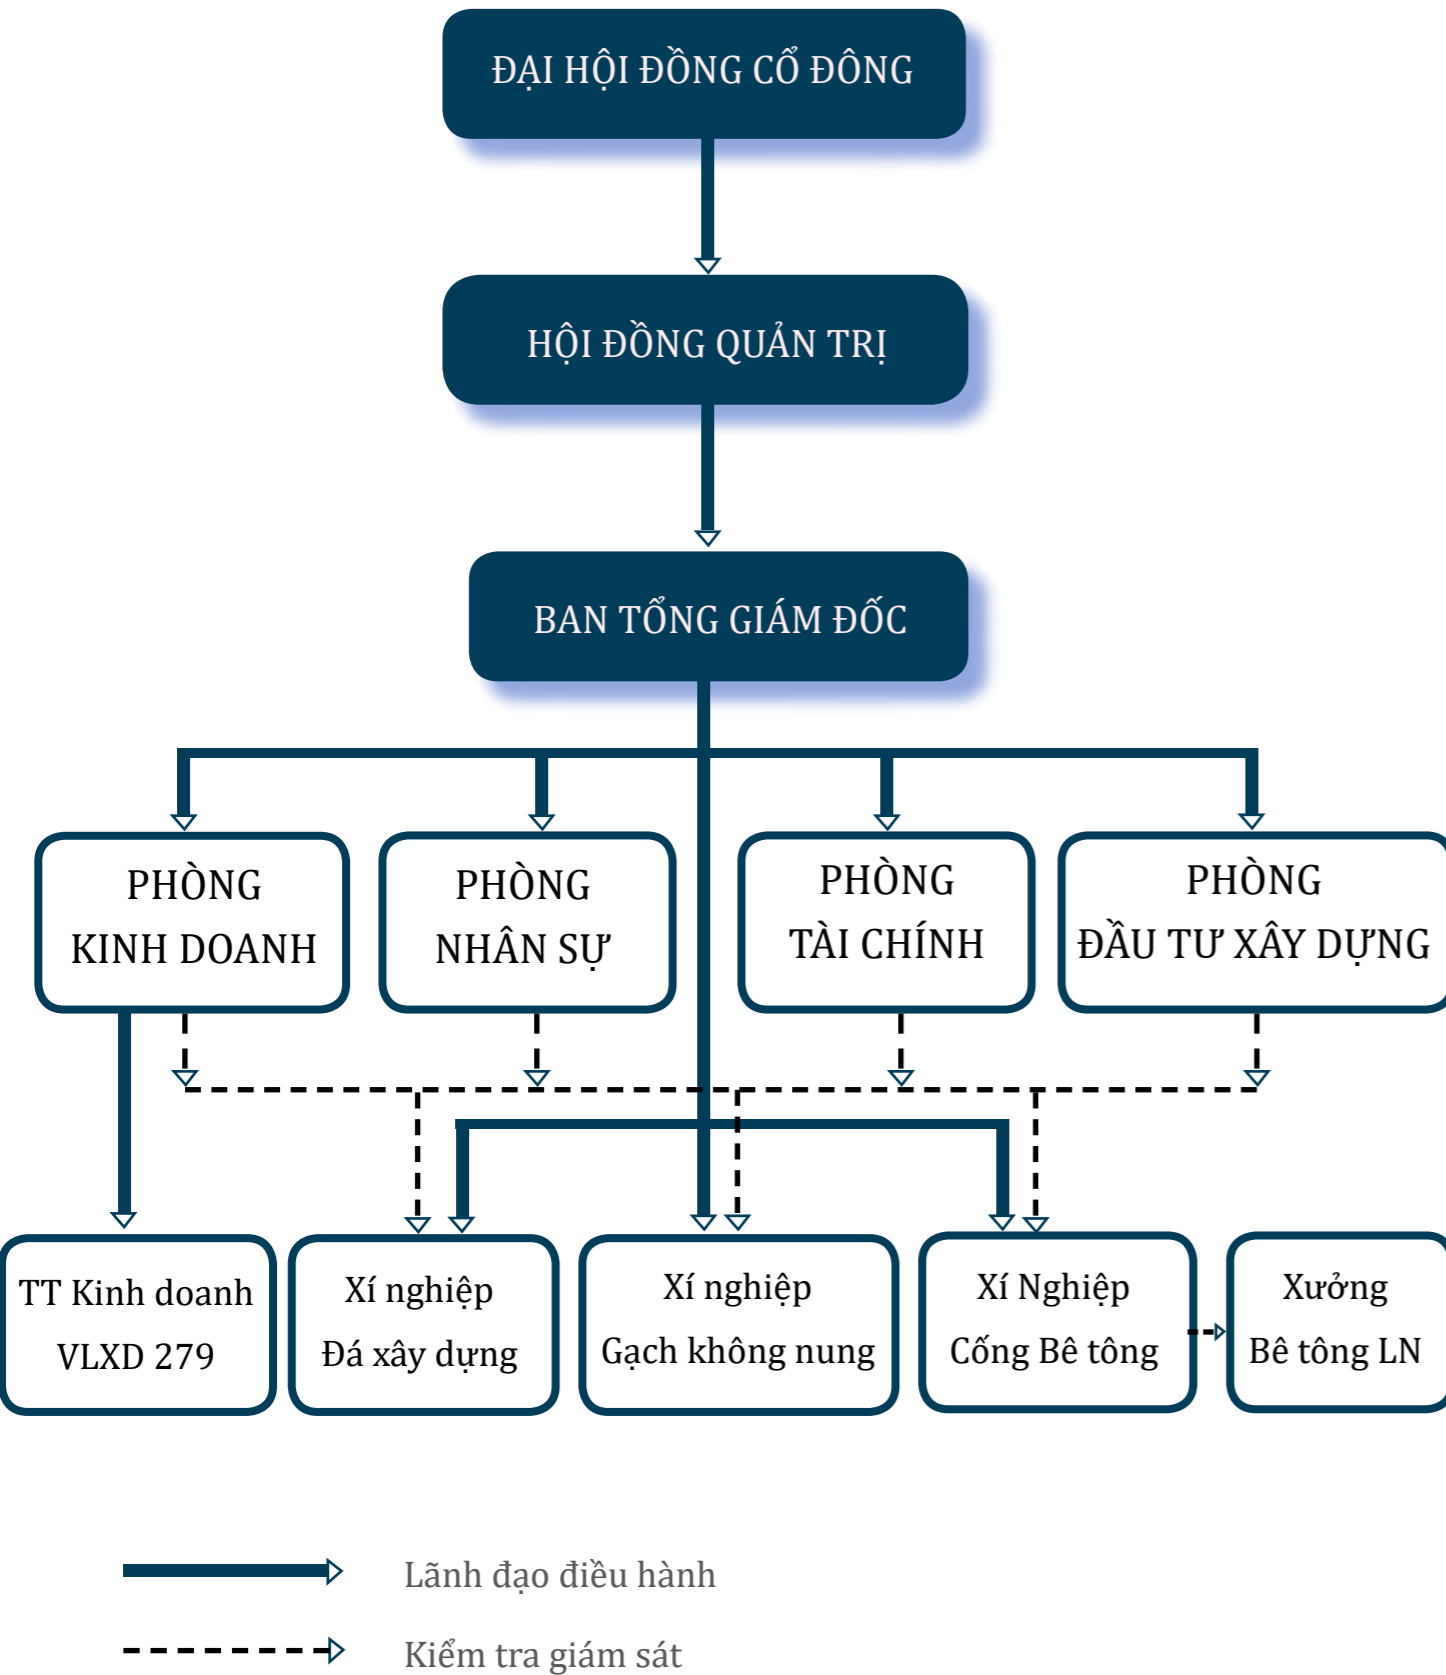 ĐẠI HỘI ĐỒNG CỔ ĐÔNG
HỘI ĐỒNG QUẢN TRỊ
BAN TỔNG GIÁM ĐỐC
PHÒNG
KINH DOANH
PHÒNG
NHÂN SỰ
PHÒNG
TÀI CHÍNH
PHÒNG
ĐẦU TƯ XÂY DỰNG
TT Kinh doanh
VLXD 279
Xí nghiệp
Đá xây dựng
Xí nghiệp
Gạch không nung
Xí Nghiệp
Cống Bê tông
Xưởng
Bê tông LN
Lãnh đạo điều hành
Kiểm tra giám sát